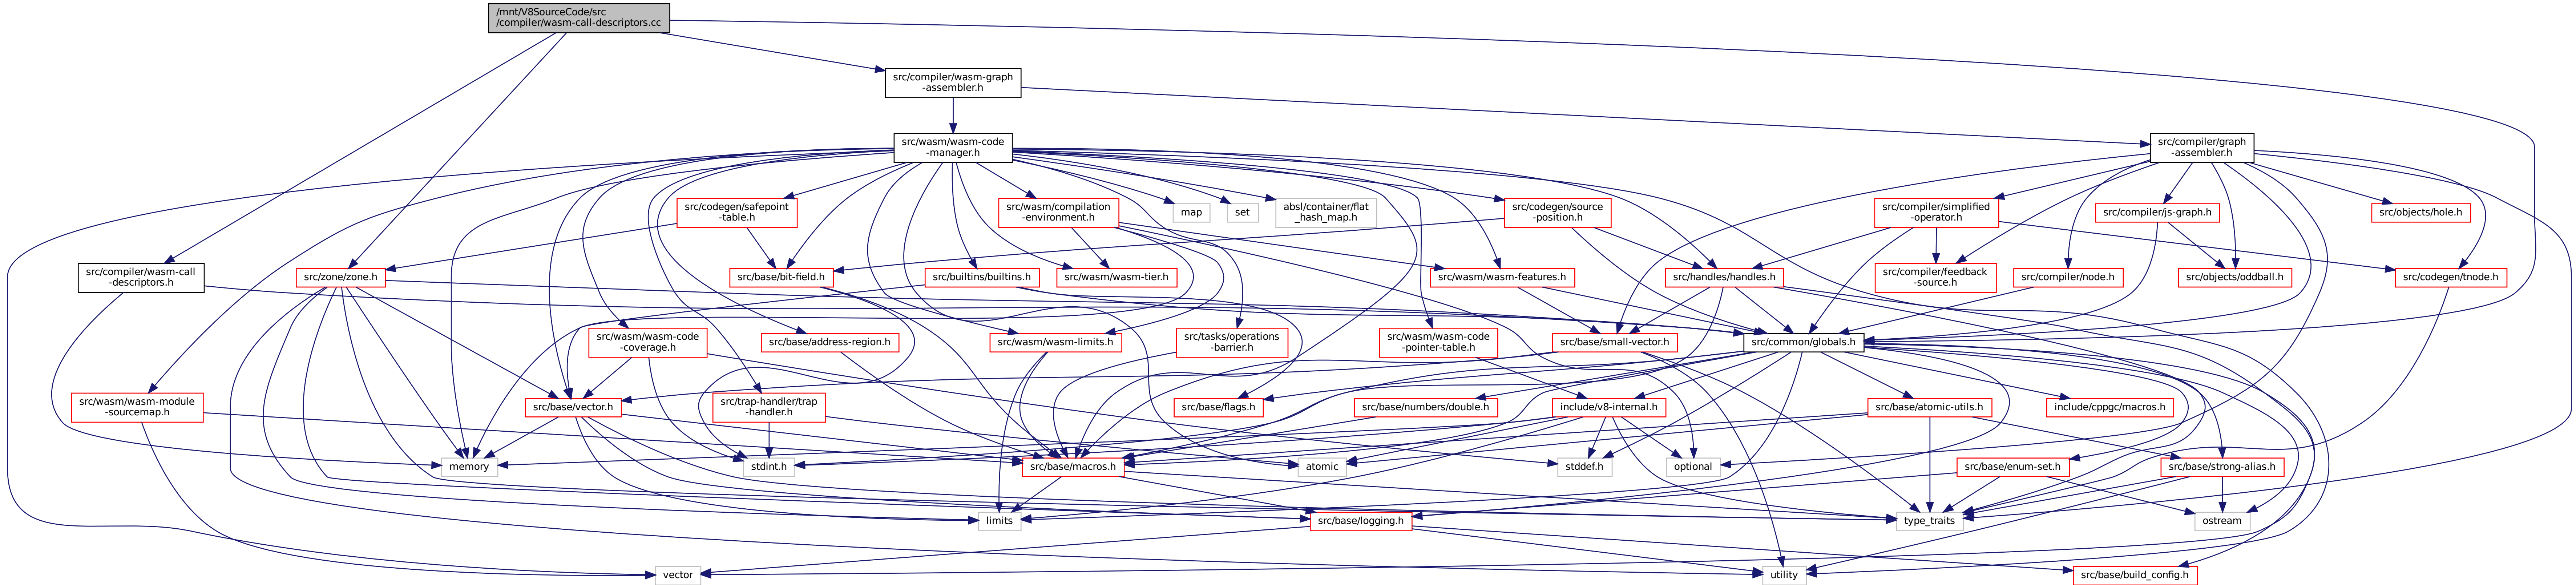 /mnt/V8SourceCode/src
/compiler/wasm-call-descriptors.cc
src/compiler/wasm-graph
-assembler.h
src/wasm/wasm-code
-manager.h
src/compiler/graph
-assembler.h
src/codegen/safepoint
-table.h
src/wasm/compilation
-environment.h
map
set
absl/container/flat
_hash_map.h
src/codegen/source
-position.h
src/compiler/simplified
-operator.h
src/compiler/js-graph.h
src/objects/hole.h
src/compiler/wasm-call
-descriptors.h
src/zone/zone.h
src/base/bit-field.h
src/builtins/builtins.h
src/wasm/wasm-tier.h
src/wasm/wasm-features.h
src/handles/handles.h
src/compiler/feedback
-source.h
src/compiler/node.h
src/objects/oddball.h
src/codegen/tnode.h
src/wasm/wasm-code
-coverage.h
src/base/address-region.h
src/wasm/wasm-limits.h
src/tasks/operations
-barrier.h
src/wasm/wasm-code
-pointer-table.h
src/base/small-vector.h
src/common/globals.h
src/wasm/wasm-module
-sourcemap.h
src/base/vector.h
src/trap-handler/trap
-handler.h
src/base/flags.h
src/base/numbers/double.h
include/v8-internal.h
src/base/atomic-utils.h
include/cppgc/macros.h
memory
stdint.h
src/base/macros.h
atomic
stddef.h
optional
src/base/enum-set.h
src/base/strong-alias.h
limits
src/base/logging.h
type_traits
ostream
vector
utility
src/base/build_config.h